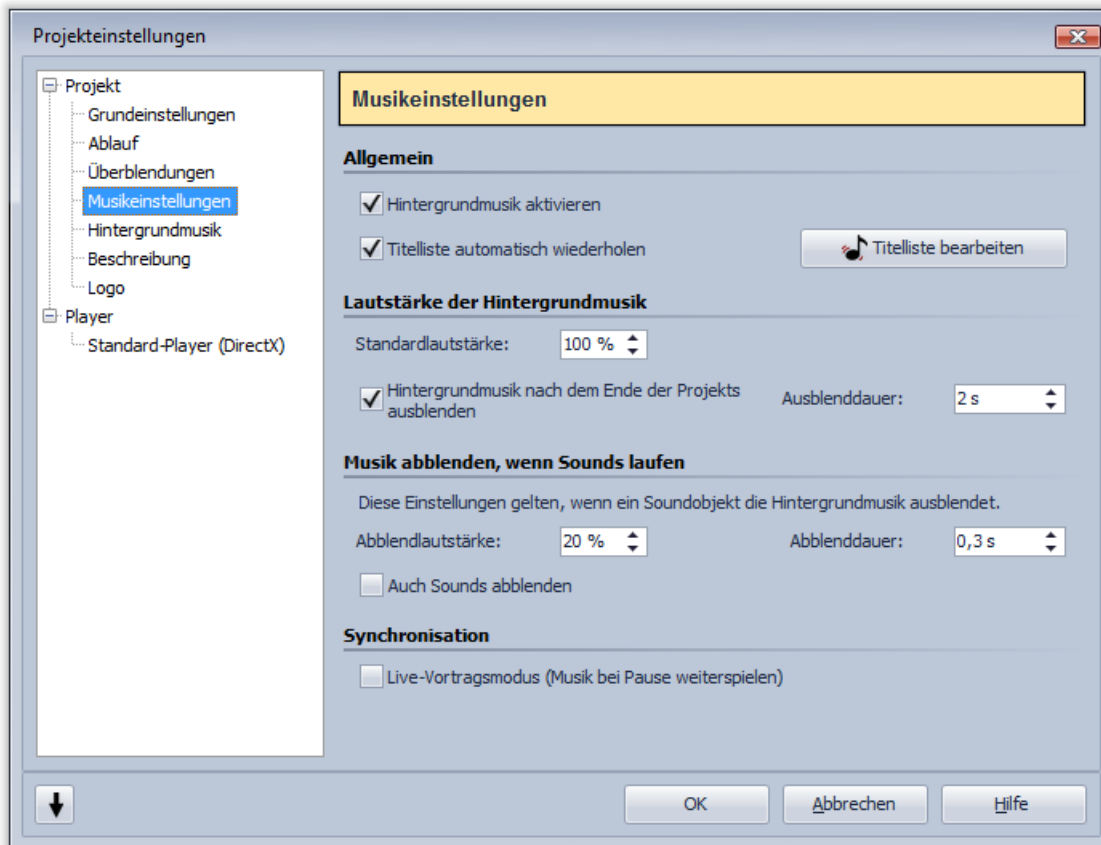 Projekteinstellungen
Projekt
Grundeinstellungen
Ablauf
Überblendungen
Musikeinstellungen
Hintergrundmusik
Beschreibung
Logo
Player
Standard-Player (DirectX)
Musikeinstellungen
Allgemein
Hintergrundmusik aktivieren
Titelliste automatisch wiederholen
Titelliste bearbeiten
Lautstärke der Hintergrundmusik
Standardlautstärke: 100 %
Hintergrundmusik nach dem Ende der Projekts
ausblenden
Ausblenddauer: 2 s
Musik abblenden, wenn Sounds laufen
Diese Einstellungen gelten, wenn ein Soundobjekt die Hintergrundmusik ausblendet.
Abblendlautstärke: 20 % Abblenddauer: 0,3 s
Auch Sounds abblenden
Synchronisation
Live-Vortragsmodus (Musik bei Pause weiterspielen)
OK Abbrechen Hilfe